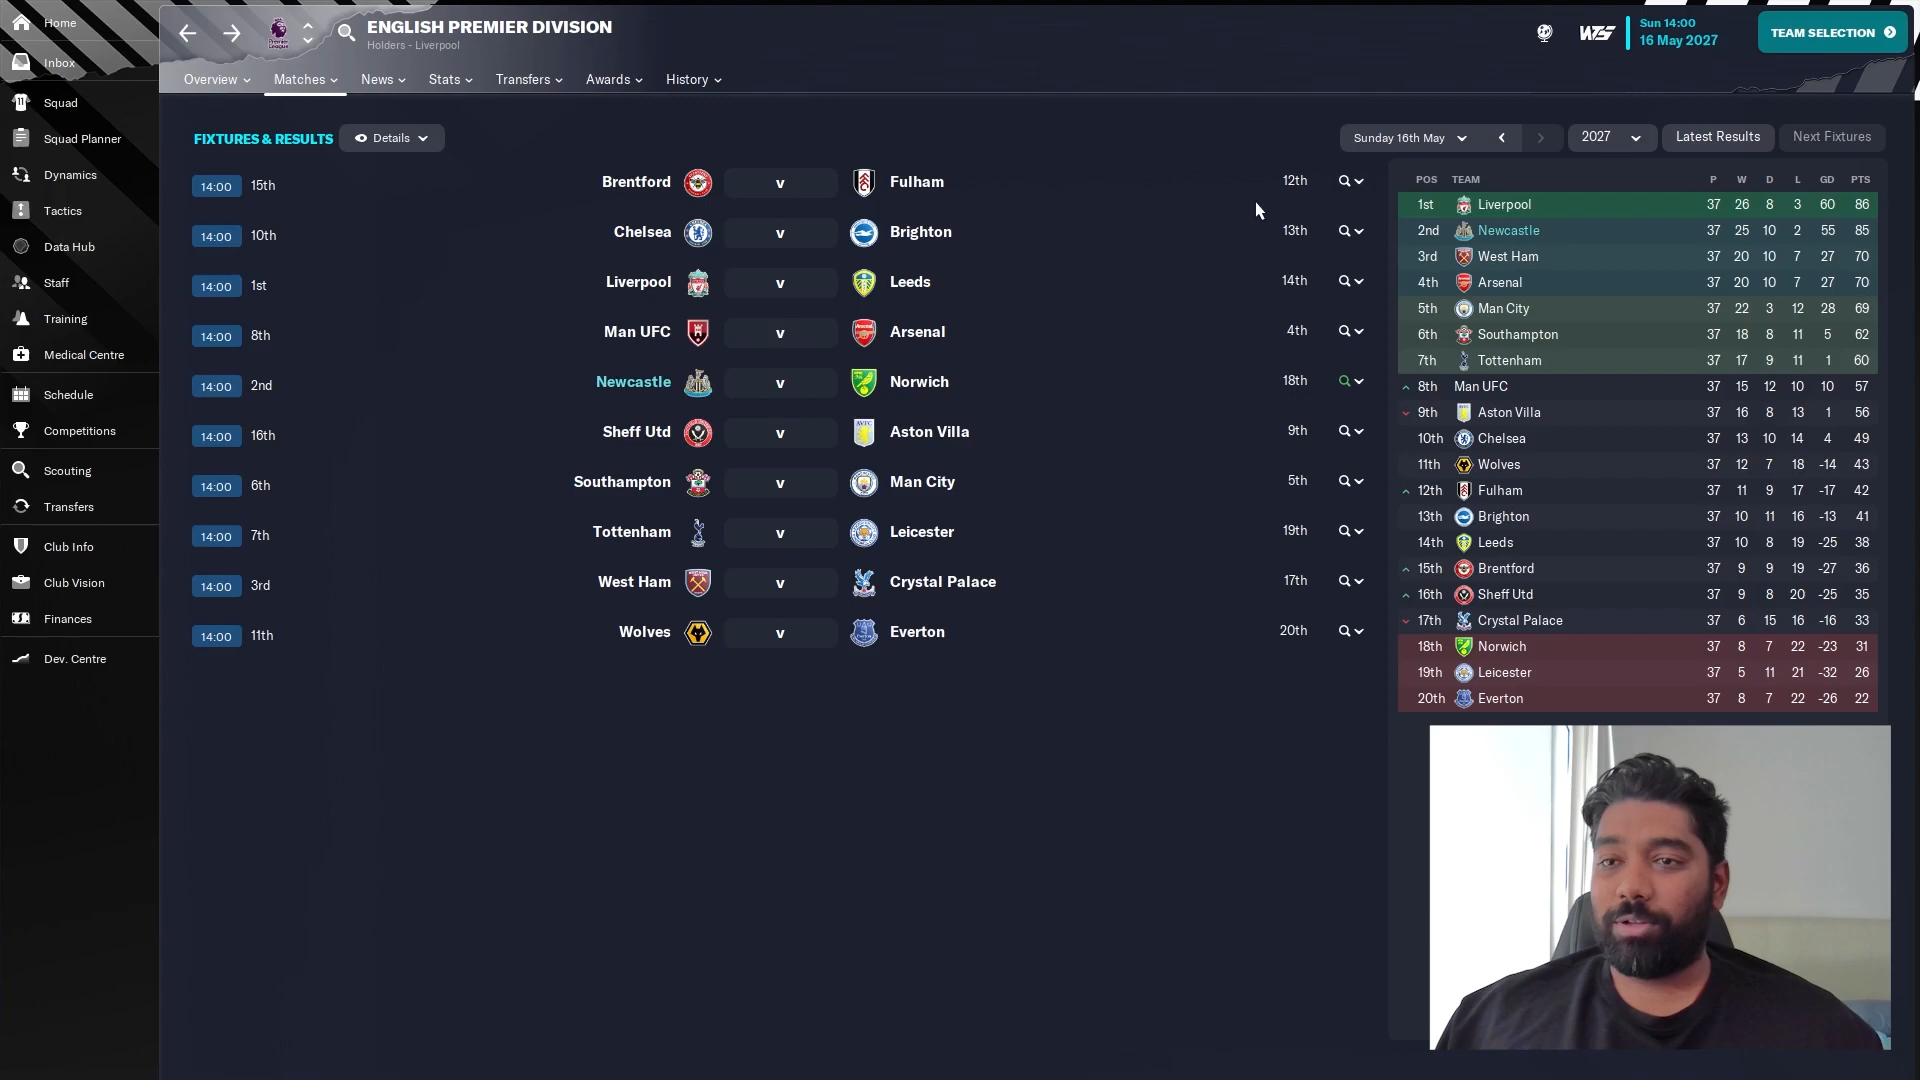 Home
Inbox
Squad
Squad Planner
Dynamics
Tactics
Data Hub
Staff
Training
Medical Centre
Schedule
Competitions
Scouting
Transfers
Club Info
Club Vision
Finances
Dev. Centre
ENGLISH PREMIER DIVISION
Holders - Liverpool
Sun 14:00
16 May 2027
TEAM SELECTION
Overview Matches News Stats Transfers Awards History
FIXTURES & RESULTS Details
Sunday 16th May 2027 Latest Results Next Fixtures
14:00 15th Brentford v Fulham 12th
14:00 10th Chelsea v Brighton 13th
14:00 1st Liverpool v Leeds 14th
14:00 8th Man UFC v Arsenal 4th
14:00 2nd Newcastle v Norwich 18th
14:00 16th Sheff Utd v Aston Villa 9th
14:00 6th Southampton v Man City 5th
14:00 7th Tottenham v Leicester 19th
14:00 3rd West Ham v Crystal Palace 17th
14:00 11th Wolves v Everton 20th
POS TEAM P W D L GD PTS
1st Liverpool 37 26 8 3 60 86
2nd Newcastle 37 25 10 2 55 85
3rd West Ham 37 20 10 7 27 70
4th Arsenal 37 20 10 7 27 70
5th Man City 37 22 3 12 28 69
6th Southampton 37 18 8 11 5 62
7th Tottenham 37 17 9 11 1 60
8th Man UFC 37 15 12 10 10 57
9th Aston Villa 37 16 8 13 1 56
10th Chelsea 37 13 10 14 4 49
11th Wolves 37 12 7 18 -14 43
12th Fulham 37 11 9 17 -17 42
13th Brighton 37 10 11 16 -13 41
14th Leeds 37 10 8 19 -25 38
15th Brentford 37 9 9 19 -27 36
16th Sheff Utd 37 9 8 20 -25 35
17th Crystal Palace 37 6 15 16 -16 33
18th Norwich 37 8 7 22 -23 31
19th Leicester 37 5 11 21 -32 26
20th Everton 37 8 7 22 -26 22